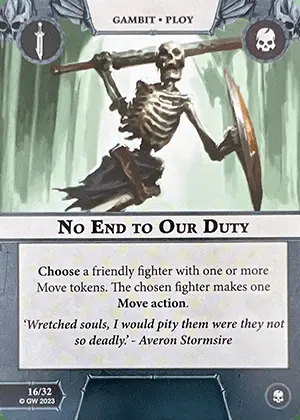 GAMBIT • PLOY
NO END TO OUR DUTY
Choose a friendly fighter with one or more
Move tokens. The chosen fighter makes one
Move action.
'Wretched souls, I would pity them were they not
so deadly.' - Averon Stormsire
16/32
© GW 2023